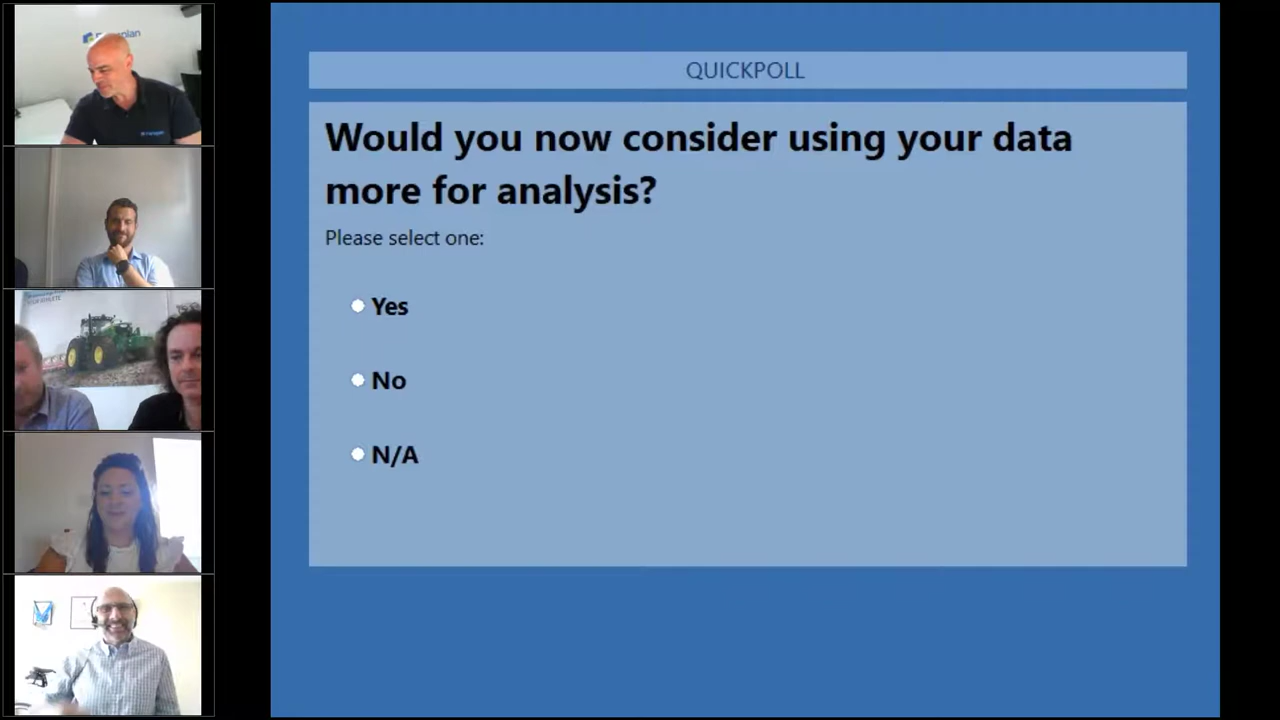 QUICKPOLL
Would you now consider using your data
more for analysis?
Please select one:
Yes
No
N/A